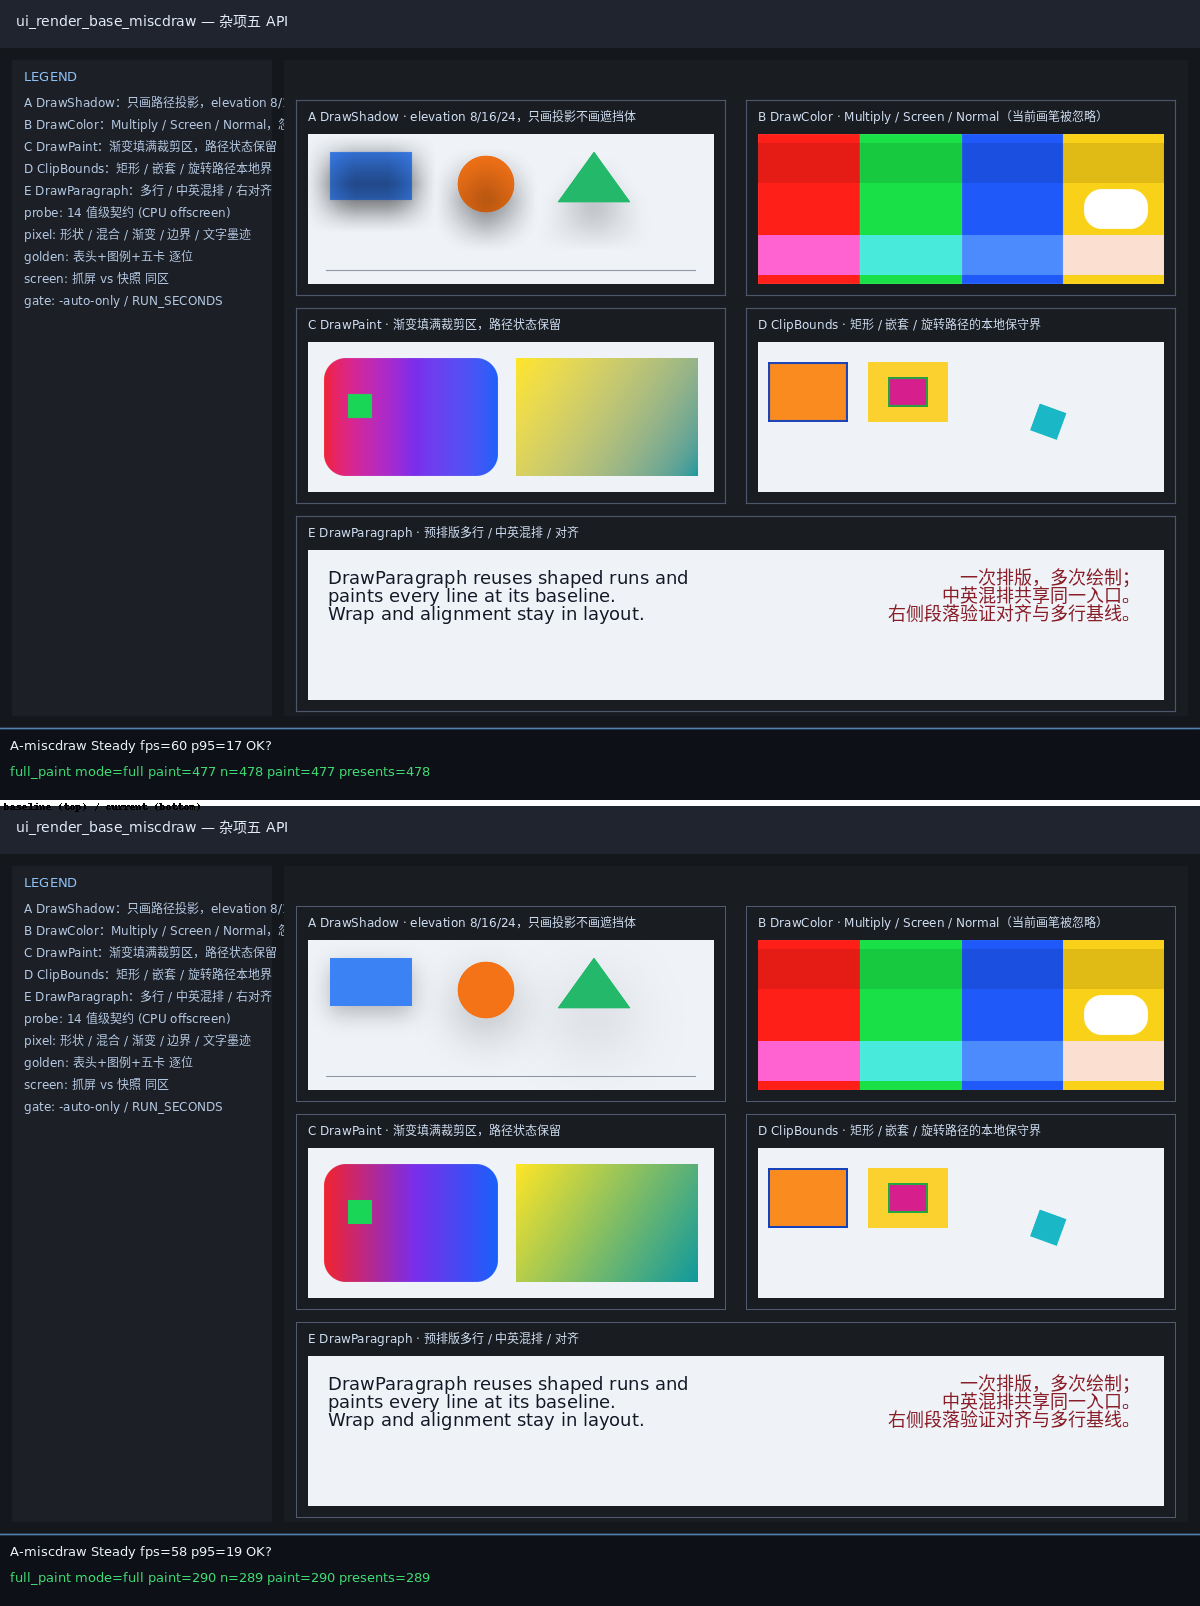 ui_render_base_miscdraw — 杂项五 API
LEGEND
A DrawShadow：只画路径投影，elevation 8/
B DrawColor：Multiply / Screen / Normal，
C DrawPaint：渐变填满裁剪区，路径状态保留
D ClipBounds：矩形 / 嵌套 / 旋转路径本地界
E DrawParagraph：多行 / 中英混排 / 右对齐
probe: 14 值级契约 (CPU offscreen)
pixel: 形状 / 混合 / 渐变 / 边界 / 文字墨迹
golden: 表头+图例+五卡 逐位
screen: 抓屏 vs 快照 同区
gate: -auto-only / RUN_SECONDS
A DrawShadow · elevation 8/16/24，只画投影不画遮挡体
B DrawColor · Multiply / Screen / Normal（当前画笔被忽略）
C DrawPaint · 渐变填满裁剪区，路径状态保留
D ClipBounds · 矩形 / 嵌套 / 旋转路径的本地保守界
E DrawParagraph · 预排版多行 / 中英混排 / 对齐
DrawParagraph reuses shaped runs and
paints every line at its baseline.
Wrap and alignment stay in layout.
一次排版，多次绘制；
中英混排共享同一入口。
右侧段落验证对齐与多行基线。
A-miscdraw Steady fps=60 p95=17 OK?
full_paint mode=full paint=477 n=478 paint=477 presents=478
baseline (top) / current (bottom)
ui_render_base_miscdraw — 杂项五 API
LEGEND
A DrawShadow：只画路径投影，elevation 8/
B DrawColor：Multiply / Screen / Normal，
C DrawPaint：渐变填满裁剪区，路径状态保留
D ClipBounds：矩形 / 嵌套 / 旋转路径本地界
E DrawParagraph：多行 / 中英混排 / 右对齐
probe: 14 值级契约 (CPU offscreen)
pixel: 形状 / 混合 / 渐变 / 边界 / 文字墨迹
golden: 表头+图例+五卡 逐位
screen: 抓屏 vs 快照 同区
gate: -auto-only / RUN_SECONDS
A DrawShadow · elevation 8/16/24，只画投影不画遮挡体
B DrawColor · Multiply / Screen / Normal（当前画笔被忽略）
C DrawPaint · 渐变填满裁剪区，路径状态保留
D ClipBounds · 矩形 / 嵌套 / 旋转路径的本地保守界
E DrawParagraph · 预排版多行 / 中英混排 / 对齐
DrawParagraph reuses shaped runs and
paints every line at its baseline.
Wrap and alignment stay in layout.
一次排版，多次绘制；
中英混排共享同一入口。
右侧段落验证对齐与多行基线。
A-miscdraw Steady fps=58 p95=19 OK?
full_paint mode=full paint=290 n=289 paint=290 presents=289